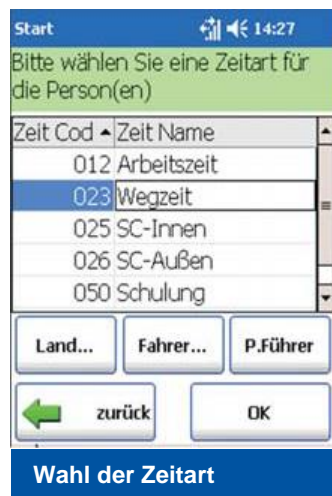 Start 14:27
Bitte wählen Sie eine Zeitart für
die Person(en)
Zeit Cod Zeit Name
012 Arbeitszeit
023 Wegzeit
025 SC-Innen
026 SC-Außen
050 Schulung
Land... Fahrer... P.Führer
zurück OK
Wahl der Zeitart